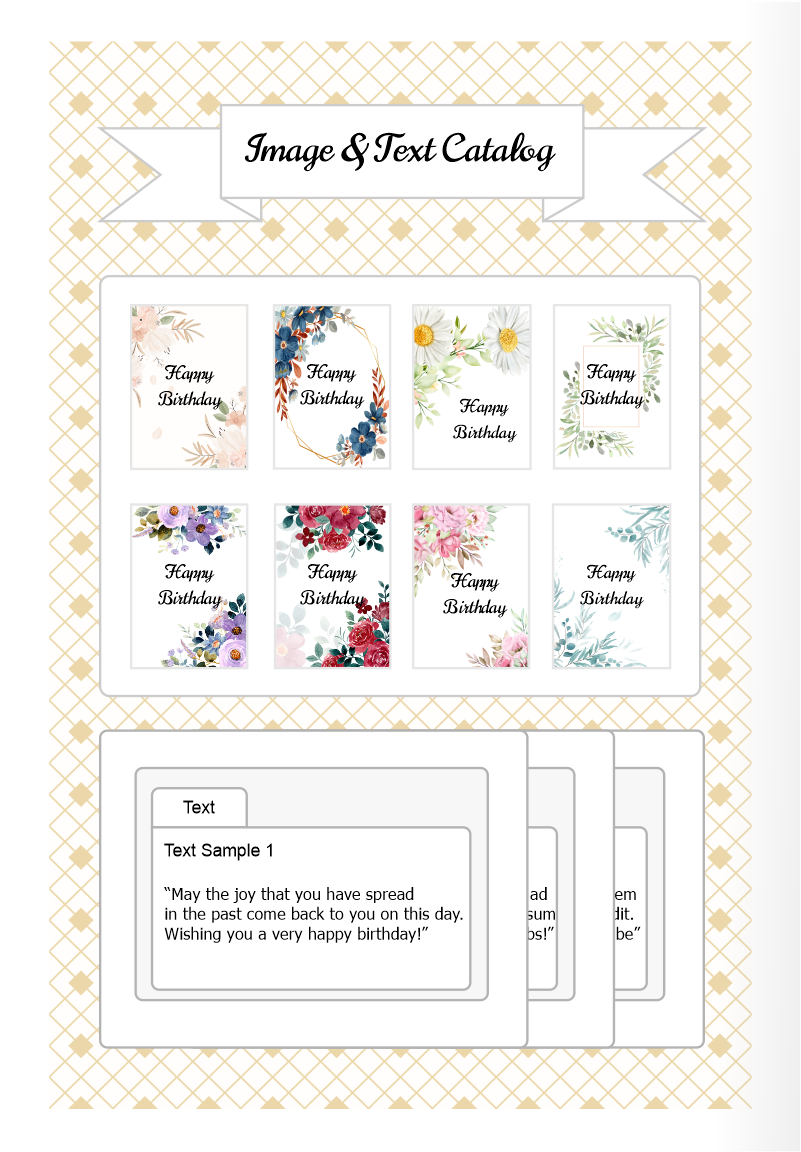 Image & Text Catalog
Happy
Birthday
Happy
Birthday
Happy
Birthday
Happy
Birthday
Happy
Birthday
Happy
Birthday
Happy
Birthday
Happy
Birthday
Text
Text Sample 1
“May the joy that you have spread
in the past come back to you on this day.
Wishing you a very happy birthday!”
ad
sum
bs!”
em
dit.
be”